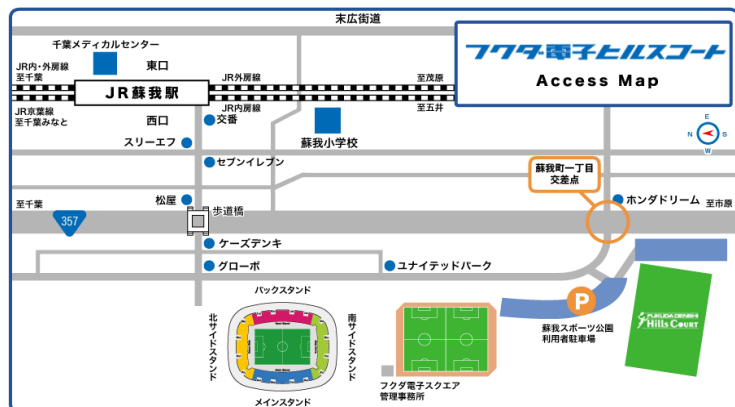 末広街道
フクダ電子ヒルスコート
Access Map
千葉メディカルセンター
東口
JR内・外房線
至千葉
JR外房線
至茂原
JR蘇我駅
JR京葉線
至千葉みなと
西口
JR内房線
至五井
交番
スリーエフ
蘇我小学校
セブンイレブン
E
N
S
W
蘇我町一丁目
交差点
松屋
歩道橋
ホンダドリーム
至千葉
至市原
357
ケーズデンキ
グローボ
ユナイテッドパーク
バックスタンド
北サイドスタンド
南サイドスタンド
メインスタンド
P
蘇我スポーツ公園
利用者駐車場
FUKUDA DENSHI
Hills COURT
フクダ電子スクエア
管理事務所